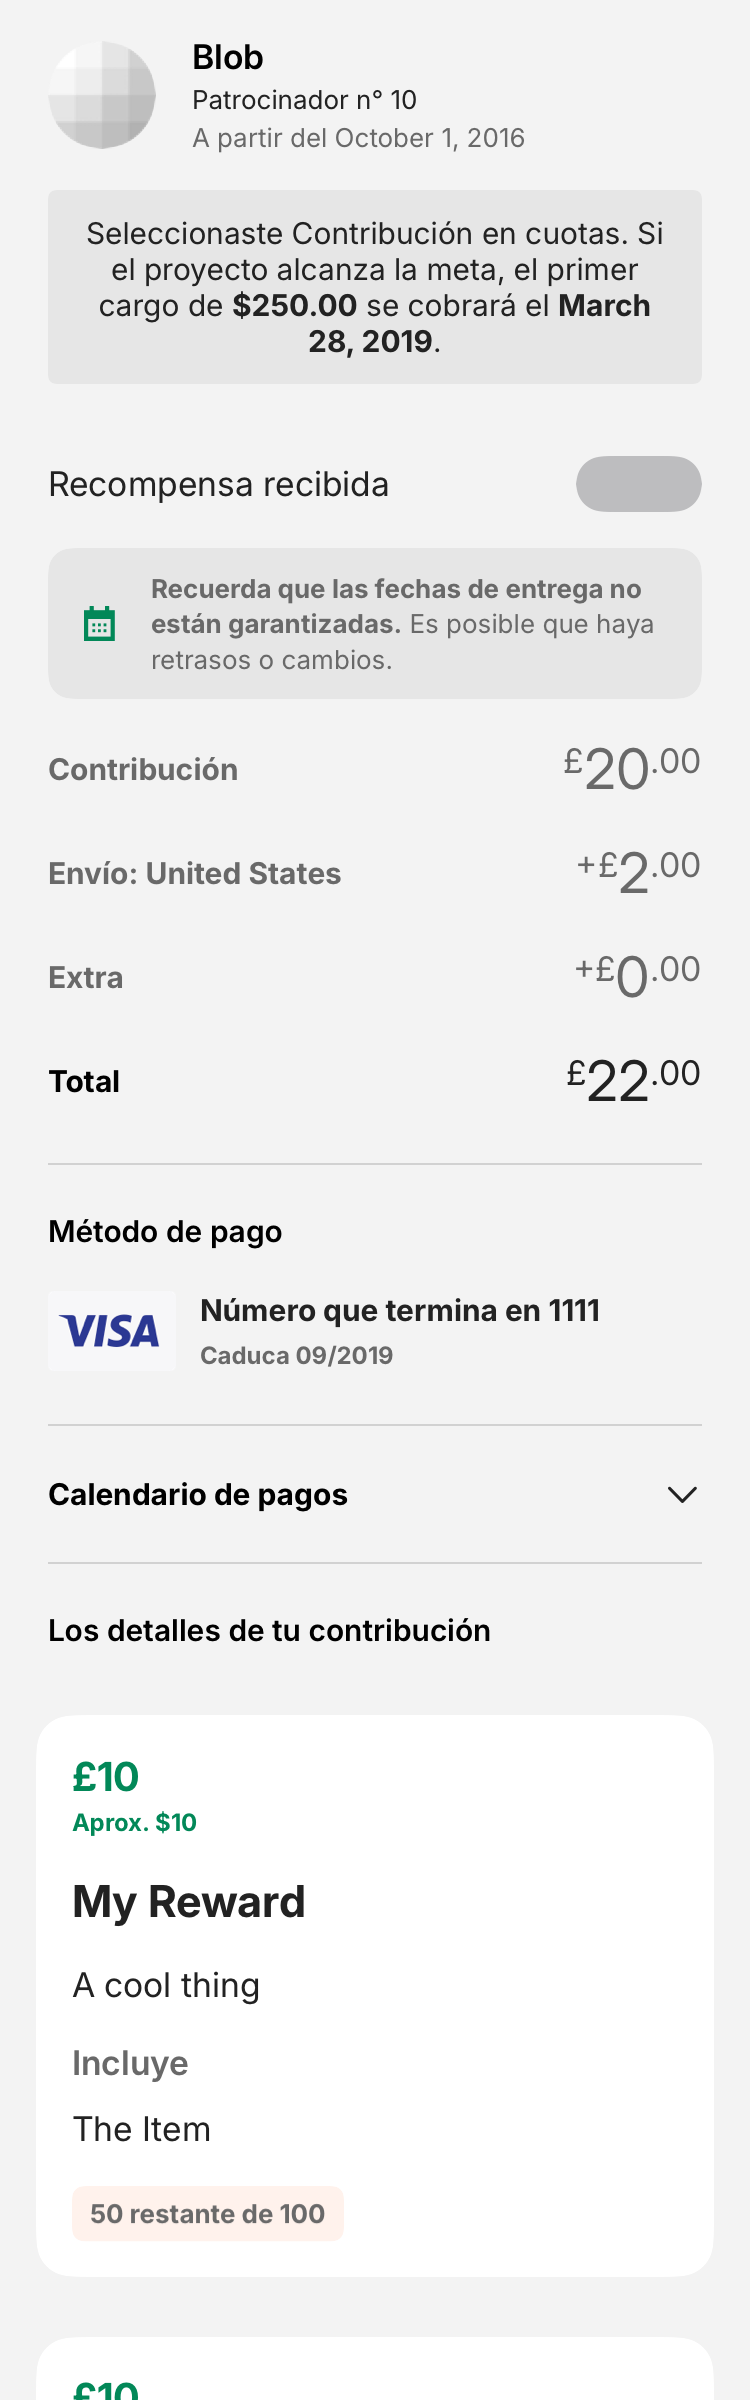 Blob
Patrocinador n° 10
A partir del October 1, 2016
Seleccionaste Contribución en cuotas. Si
el proyecto alcanza la meta, el primer
cargo de $250.00 se cobrará el March
28, 2019.
Recompensa recibida
Recuerda que las fechas de entrega no
están garantizadas. Es posible que haya
retrasos o cambios.
Contribución £20.00
Envío: United States +£2.00
Extra +£0.00
Total £22.00
Método de pago
VISA
Número que termina en 1111
Caduca 09/2019
Calendario de pagos
Los detalles de tu contribución
£10
Aprox. $10
My Reward
A cool thing
Incluye
The Item
50 restante de 100
£10